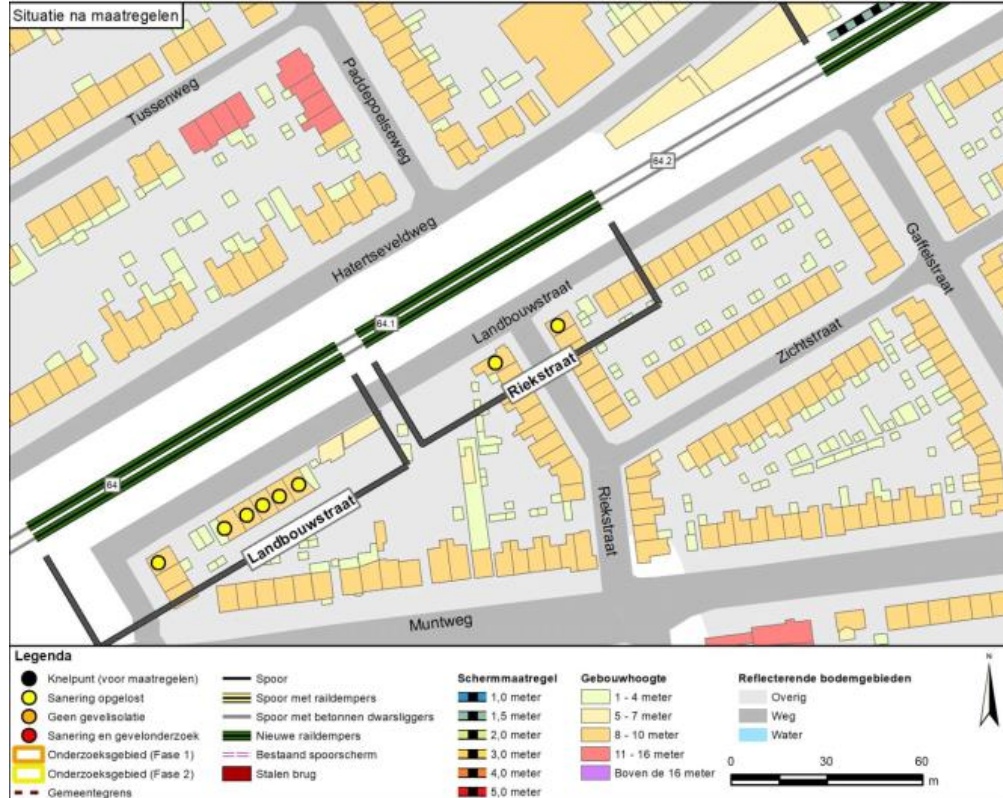 Situatie na maatregelen
Tussenweg
Paddepoelseweg
Hatertseveldweg
64.2
64.1
64
Landbouwstraat
Riekstraat
Landbouwstraat
Riekstraat
Gaffelstraat
Zichtstraat
Muntweg
Legenda
Knelpunt (voor maatregelen)
Sanering opgelost
Geen gevelisolatie
Sanering en gevelonderzoek
Onderzoeksgebied (Fase 1)
Onderzoeksgebied (Fase 2)
Gemeentegrens
Spoor
Spoor met raildempers
Spoor met betonnen dwarsliggers
Nieuwe raildempers
Bestaand spoorscherm
Stalen brug
Schermmaatregel
1,0 meter
1,5 meter
2,0 meter
3,0 meter
4,0 meter
5,0 meter
Gebouwhoogte
1 - 4 meter
5 - 7 meter
8 - 10 meter
11 - 16 meter
Boven de 16 meter
Reflecterende bodemgebieden
Overig
Weg
Water
N
0 30 60
m